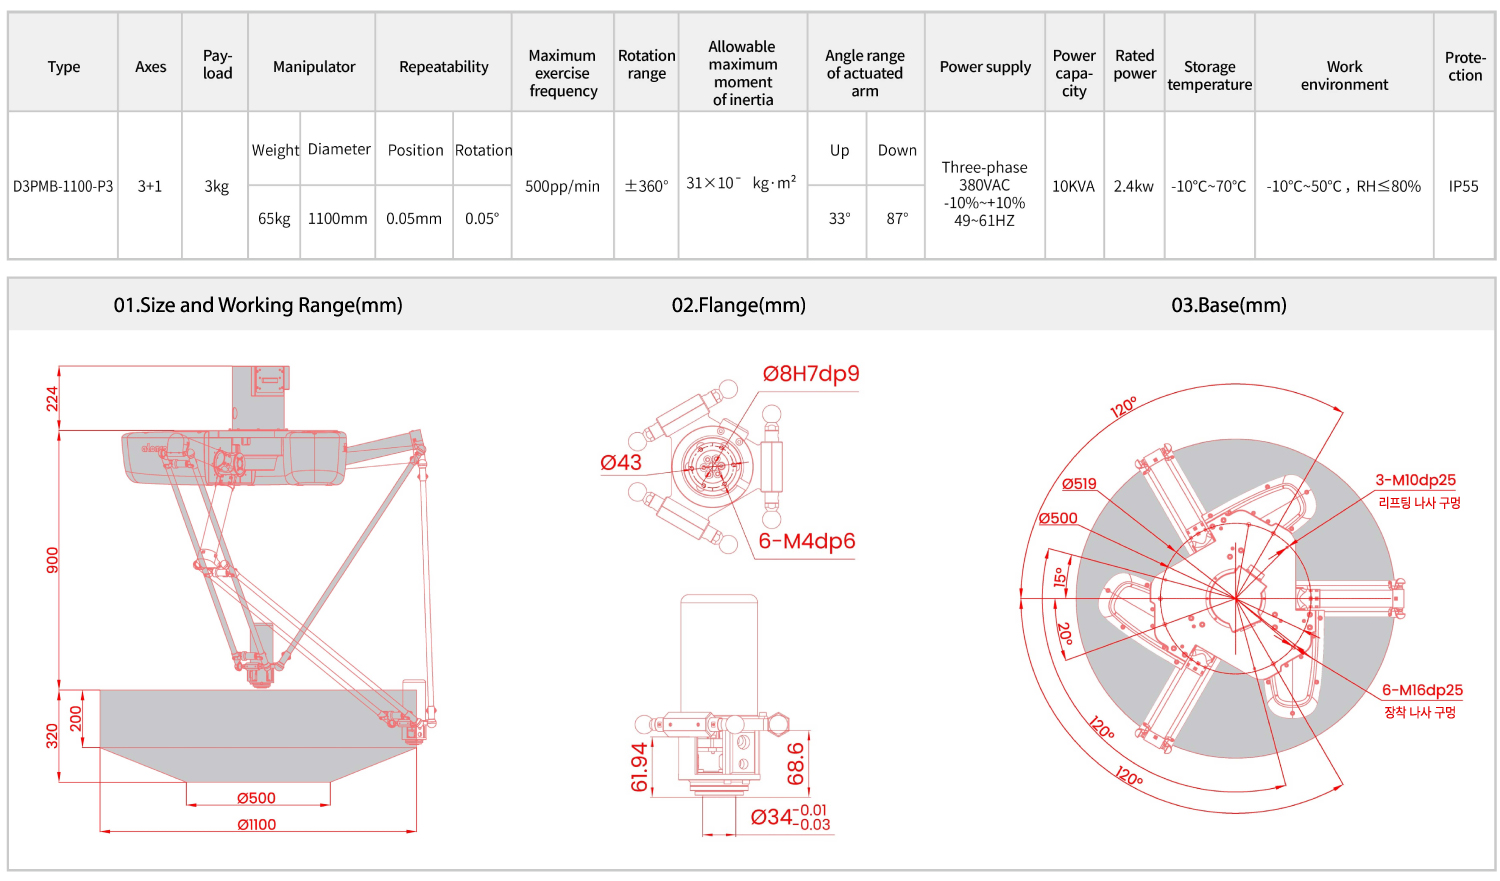 Type
Axes
Pay-
load
Manipulator
Repeatability
Maximum
exercise
frequency
Rotation
range
Allowable
maximum
moment
of inertia
Angle range
of actuated
arm
Power supply
Power
capa-
city
Rated
power
Storage
temperature
Work
environment
Prote-
ction
D3PMB-1100-P3
3+1
3kg
Weight
Diameter
Position
Rotation
65kg
1100mm
0.05mm
0.05°
500pp/min
±360°
31×10⁻ kg·m²
Up
Down
33°
87°
Three-phase
380VAC
-10%~+10%
49~61HZ
10KVA
2.4kw
-10℃~70℃
-10℃~50℃ , RH≤80%
IP55
01.Size and Working Range(mm)
02.Flange(mm)
03.Base(mm)
224
900
320
200
Ø500
Ø1100
Ø8H7dp9
Ø43
6-M4dp6
61.94
68.6
Ø34 -0.01
-0.03
120°
Ø519
Ø500
15°
20°
120°
120°
3-M10dp25
리프팅 나사 구멍
6-M16dp25
장착 나사 구멍